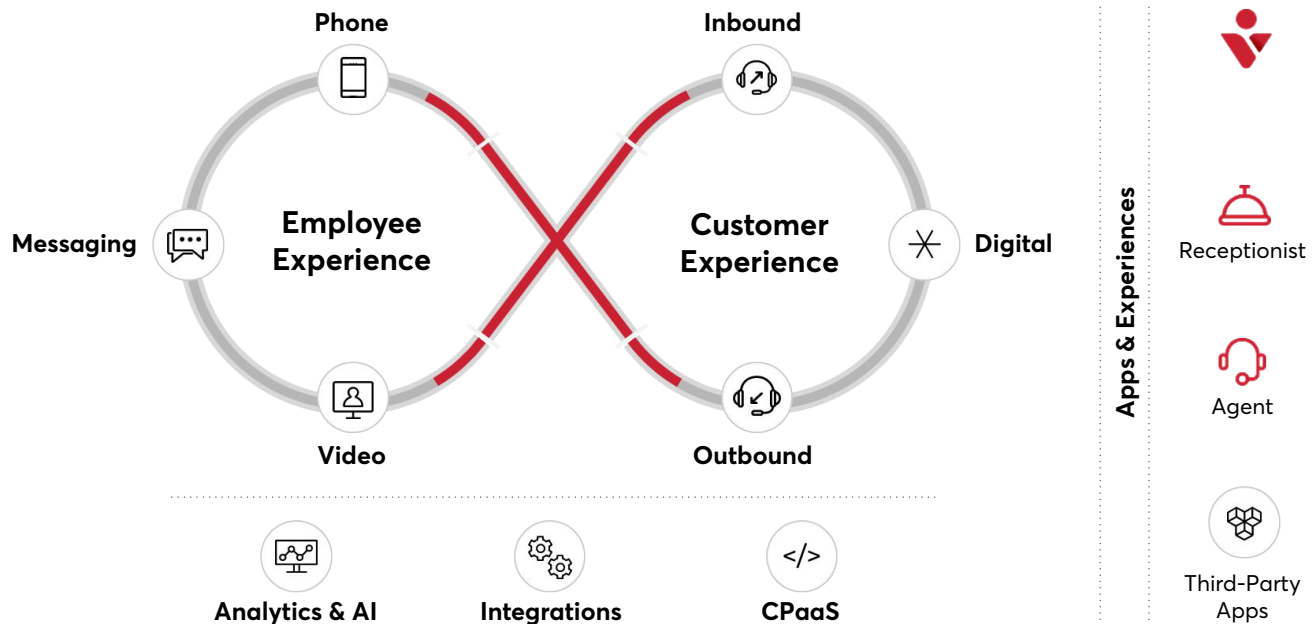 Phone
Inbound
Employee
Experience
Customer
Experience
Messaging
Digital
Video
Outbound
Analytics & AI
Integrations
</>
CPaaS
Apps & Experiences
Receptionist
Agent
Third-Party
Apps